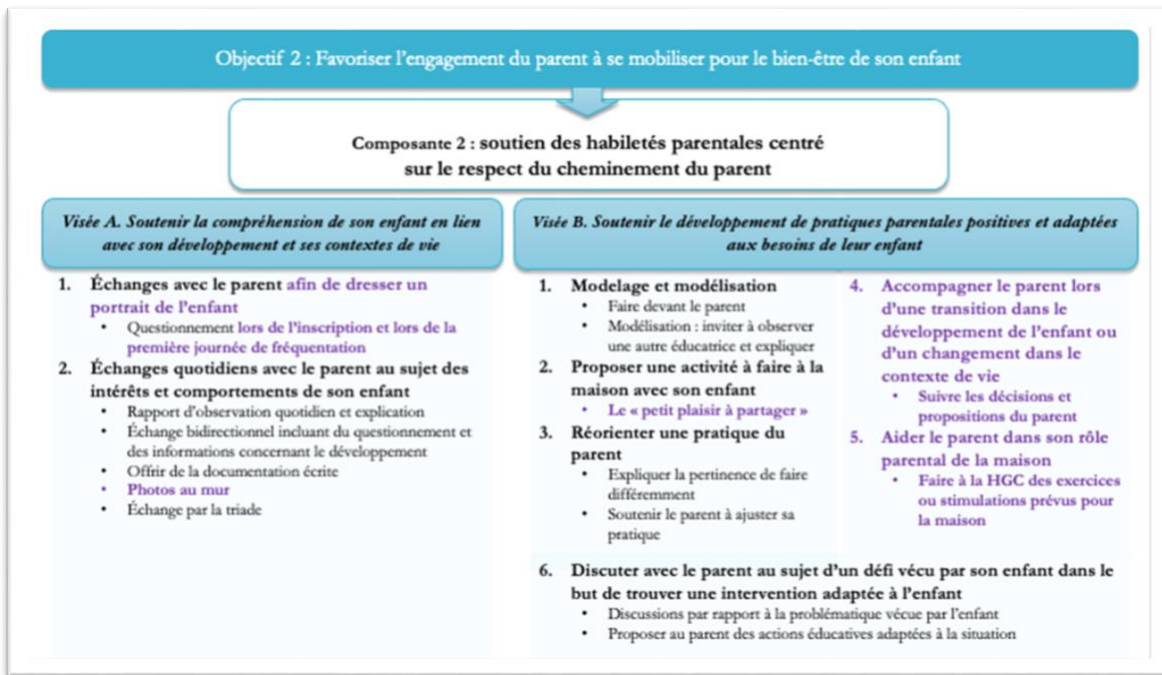 Objectif 2 : Favoriser l'engagement du parent à se mobiliser pour le bien-être de son enfant
Composante 2 : soutien des habiletés parentales centré
sur le respect du cheminement du parent
Visée A. Soutenir la compréhension de son enfant en lien
avec son développement et ses contextes de vie
1. Échanges avec le parent afin de dresser un
portrait de l'enfant
• Questionnement lors de l'inscription et lors de la
première journée de fréquentation
2. Échanges quotidiens avec le parent au sujet des
intérêts et comportements de son enfant
• Rapport d'observation quotidien et explication
• Échange bidirectionnel incluant du questionnement et
des informations concernant le développement
• Offrir de la documentation écrite
• Photos au mur
• Échange par la triade
Visée B. Soutenir le développement de pratiques parentales positives et adaptées
aux besoins de leur enfant
1. Modelage et modélisation
• Faire devant le parent
• Modélisation : inviter à observer
une autre éducatrice et expliquer
2. Proposer une activité à faire à la
maison avec son enfant
• Le « petit plaisir à partager »
3. Réorienter une pratique du
parent
• Expliquer la pertinence de faire
différemment
• Soutenir le parent à ajuster sa
pratique
4. Accompagner le parent lors
d'une transition dans le
développement de l'enfant ou
d'un changement dans le
contexte de vie
• Suivre les décisions et
propositions du parent
5. Aider le parent dans son rôle
parental de la maison
• Faire à la HGC des exercices
ou stimulations prévus pour
la maison
6. Discuter avec le parent au sujet d'un défi vécu par son enfant dans le
but de trouver une intervention adaptée à l'enfant
• Discussions par rapport à la problématique vécue par l'enfant
• Proposer au parent des actions éducatives adaptées à la situation